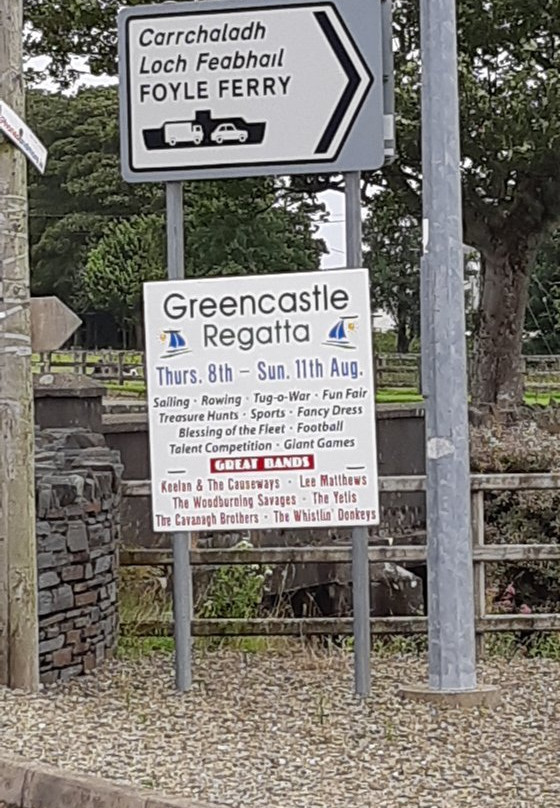 Carrchaladh
Loch Feabhail
FOYLE FERRY
Greencastle
Regatta
Thurs. 8th – Sun. 11th Aug.
Sailing · Rowing · Tug-o-War · Fun Fair
Treasure Hunts · Sports · Fancy Dress
Blessing of the Fleet · Football
Talent Competition · Giant Games
GREAT BANDS
Keelan & The Causeways · Lee Matthews
The Woodburning Savages · The Yetis
The Cavanagh Brothers · The Whistlin' Donkeys